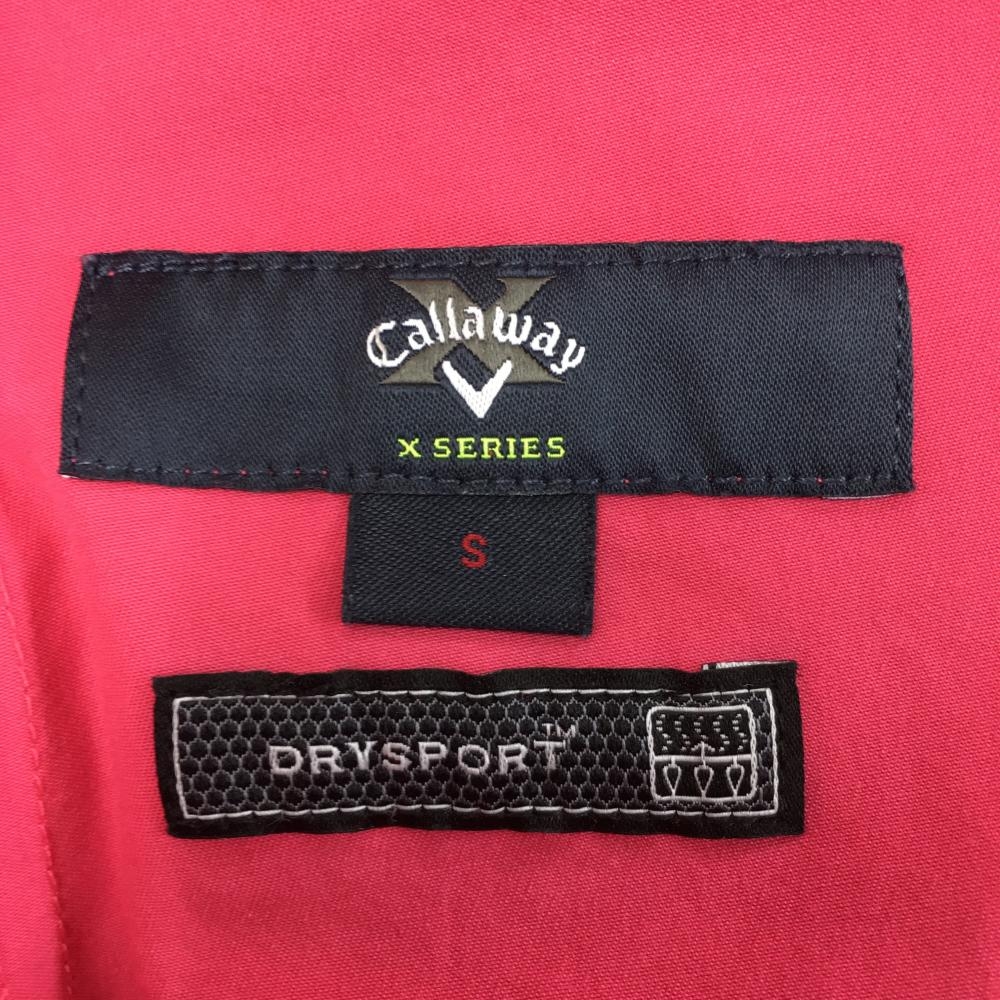 Callaway
X SERIES
S
DRYSPORT™